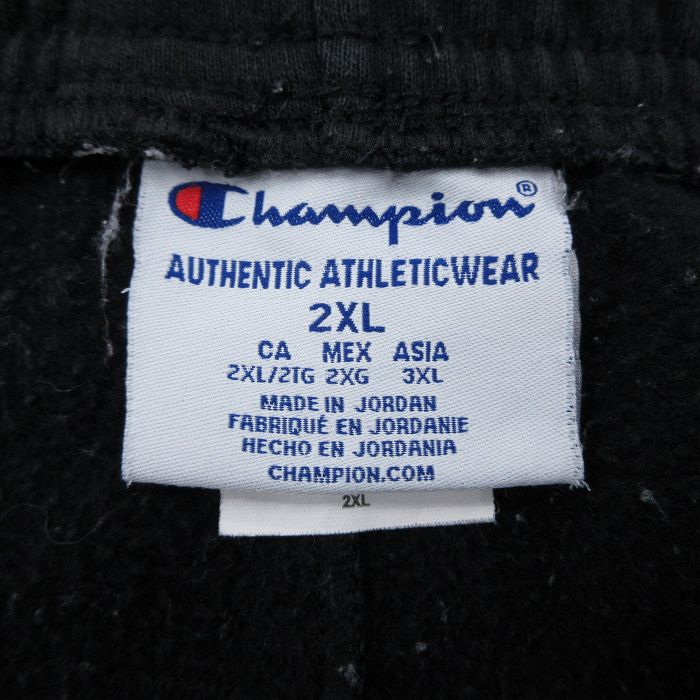 Champion®
AUTHENTIC ATHLETICWEAR
2XL
CA MEX ASIA
2XL/2TG 2XG 3XL
MADE IN JORDAN
FABRIQUÉ EN JORDANIE
HECHO EN JORDANIA
CHAMPION.COM
2XL